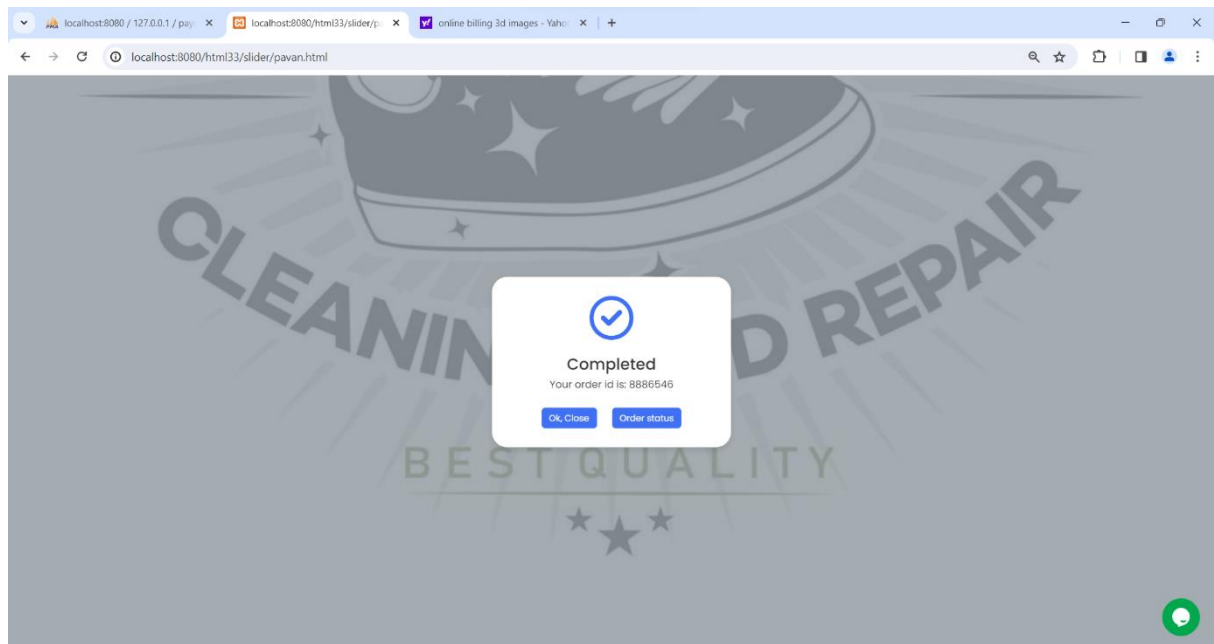 localhost:8080 / 127.0.0.1 / pay
localhost:8080/html33/slider/p
online billing 3d images - Yaho
localhost:8080/html33/slider/pavan.html
CLEANIN D REPAIR
Completed
Your order id is: 8886546
Ok, Close
Order status
BEST QUALITY